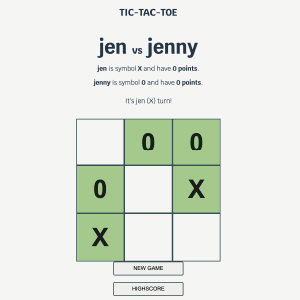 TIC-TAC-TOE
jen vs jenny
jen is symbol X and have 0 points.
jenny is symbol 0 and have 0 points.
It's jen (X) turn!
0 0
0 X
X
NEW GAME
HIGHSCORE